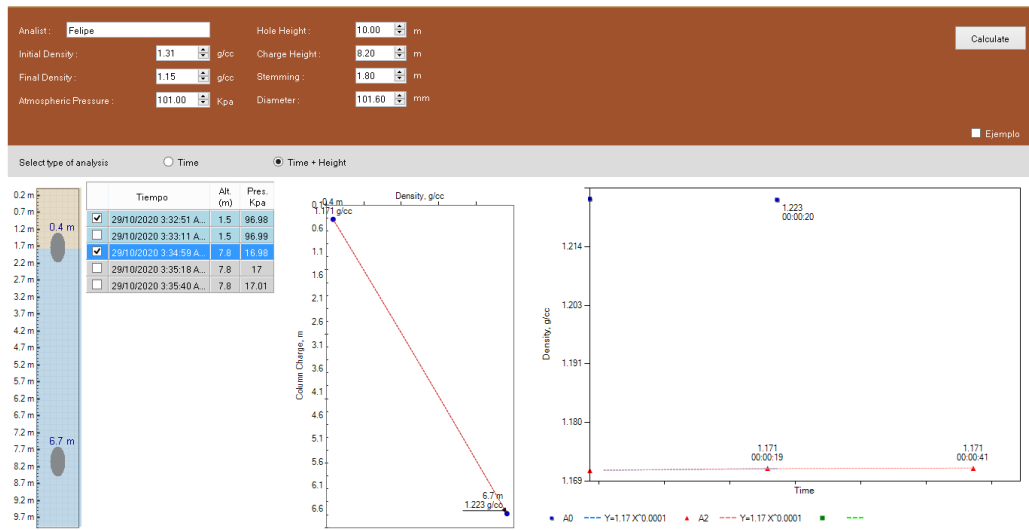 Analist : Felipe Hole Height : 10.00 m Calculate
Initial Density : 1.31 g/cc Charge Height : 8.20 m
Final Density : 1.15 g/cc Stemming : 1.80 m
Atmospheric Pressure : 101.00 Kpa Diameter : 101.60 mm
Ejemplo
Select type of analysis Time Time + Height
0.2 m
0.7 m
1.2 m
1.7 m
2.2 m
2.7 m
3.2 m
3.7 m
4.2 m
4.7 m
5.2 m
5.7 m
6.2 m
6.7 m
7.2 m
7.7 m
8.2 m
8.7 m
9.2 m
9.7 m
0.4 m
6.7 m
Tiempo Alt. (m) Pres. Kpa
29/10/2020 3:32:51 A... 1.5 96.98
29/10/2020 3:33:11 A... 1.5 96.99
29/10/2020 3:34:59 A... 7.8 16.98
29/10/2020 3:35:18 A... 7.8 17
29/10/2020 3:35:40 A... 7.8 17.01
Density, g/cc
0.4 m
1.171 g/cc
0.1
0.6
1.1
1.6
2.1
2.6
3.1
3.6
4.1
4.6
5.1
5.6
6.1
6.6
Column Charge, m
6.7 m
1.223 g/cc
1.214
1.203
1.191
1.180
1.169
Density, g/cc
1.223
00:00:20
1.171
00:00:19
1.171
00:00:41
Time
A0 Y=1.17 X^0.0001 A2 Y=1.17 X^0.0001